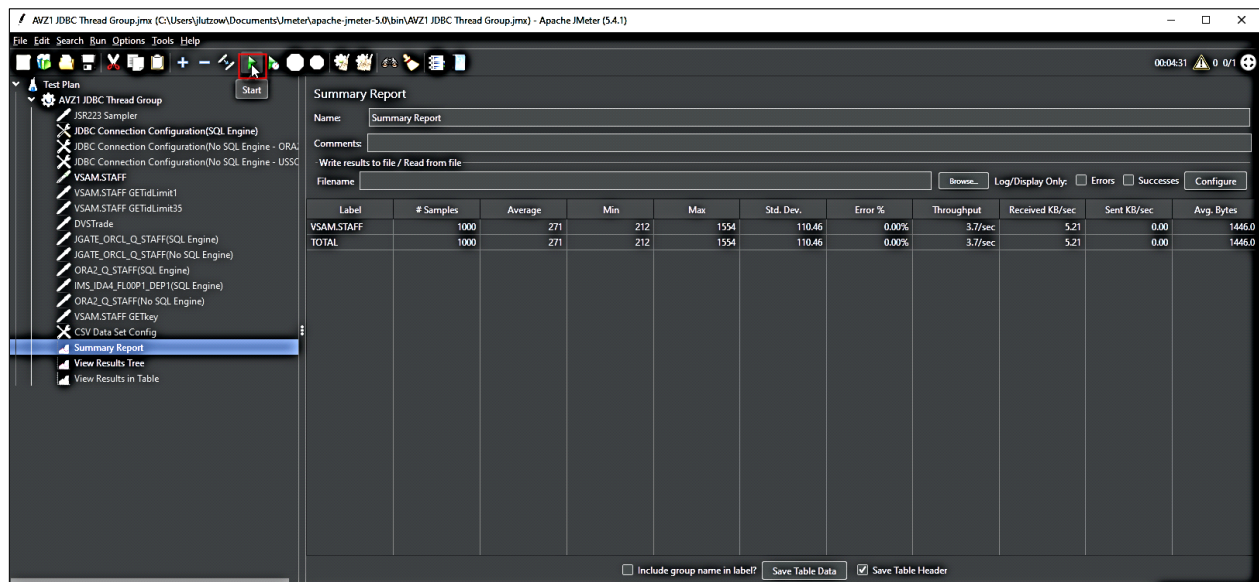 AVZ1 JDBC Thread Group.jmx (C:\Users\jlutzow\Documents\Jmeter\apache-jmeter-5.0\bin\AVZ1 JDBC Thread Group.jmx) - Apache JMeter (5.4.1)
File Edit Search Run Options Tools Help
00:04:31 0 0/1
Start
Test Plan
AVZ1 JDBC Thread Group
JSR223 Sampler
JDBC Connection Configuration(SQL Engine)
JDBC Connection Configuration(No SQL Engine - ORA
JDBC Connection Configuration(No SQL Engine - USSC
VSAM.STAFF
VSAM.STAFF GETidLimit1
VSAM.STAFF GETidLimit35
DVSTrade
JGATE_ORCL_Q_STAFF(SQL Engine)
JGATE_ORCL_Q_STAFF(No SQL Engine)
ORA2_Q_STAFF(SQL Engine)
IMS_IDA4_FL00P1_DEP1(SQL Engine)
ORA2_Q_STAFF(No SQL Engine)
VSAM.STAFF GETkey
CSV Data Set Config
Summary Report
View Results Tree
View Results in Table
Summary Report
Name: Summary Report
Comments:
Write results to file / Read from file
Filename Browse... Log/Display Only: Errors Successes Configure
Label # Samples Average Min Max Std. Dev. Error % Throughput Received KB/sec Sent KB/sec Avg. Bytes
VSAM.STAFF 1000 271 212 1554 110.46 0.00% 3.7/sec 5.21 0.00 1446.0
TOTAL 1000 271 212 1554 110.46 0.00% 3.7/sec 5.21 0.00 1446.0
Include group name in label? Save Table Data Save Table Header